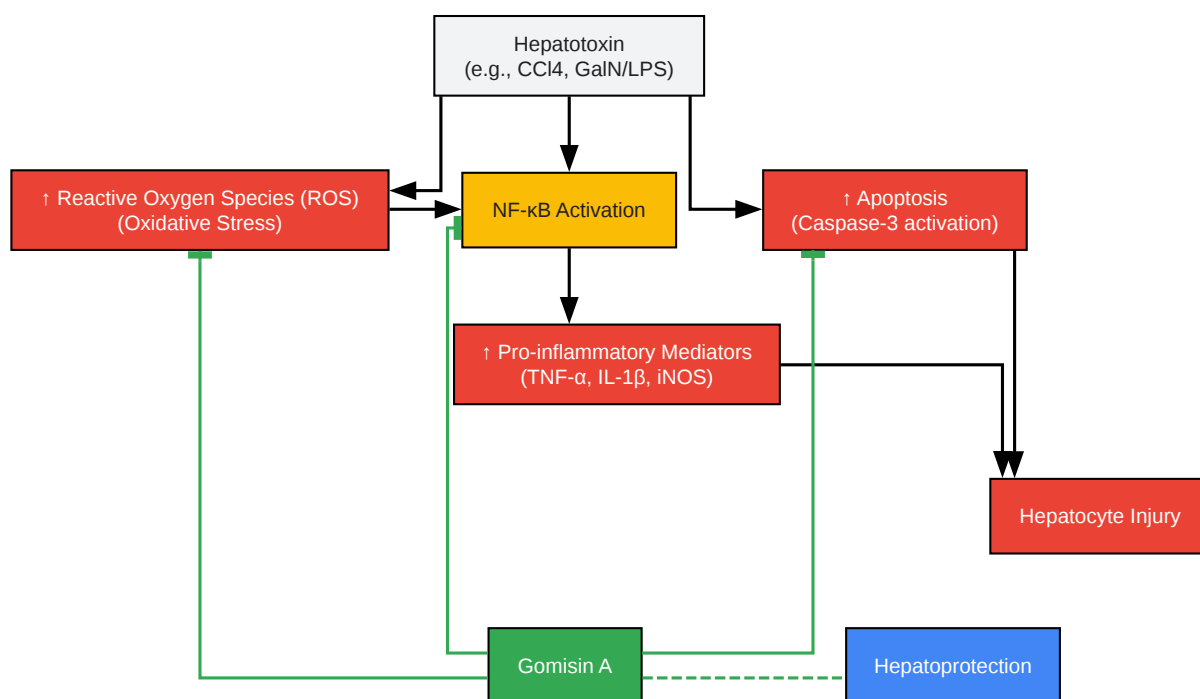 Hepatotoxin
(e.g., CCl4, GalN/LPS)
↑ Reactive Oxygen Species (ROS)
(Oxidative Stress)
NF-κB Activation
↑ Apoptosis
(Caspase-3 activation)
↑ Pro-inflammatory Mediators
(TNF-α, IL-1β, iNOS)
Hepatocyte Injury
Gomisin A
Hepatoprotection